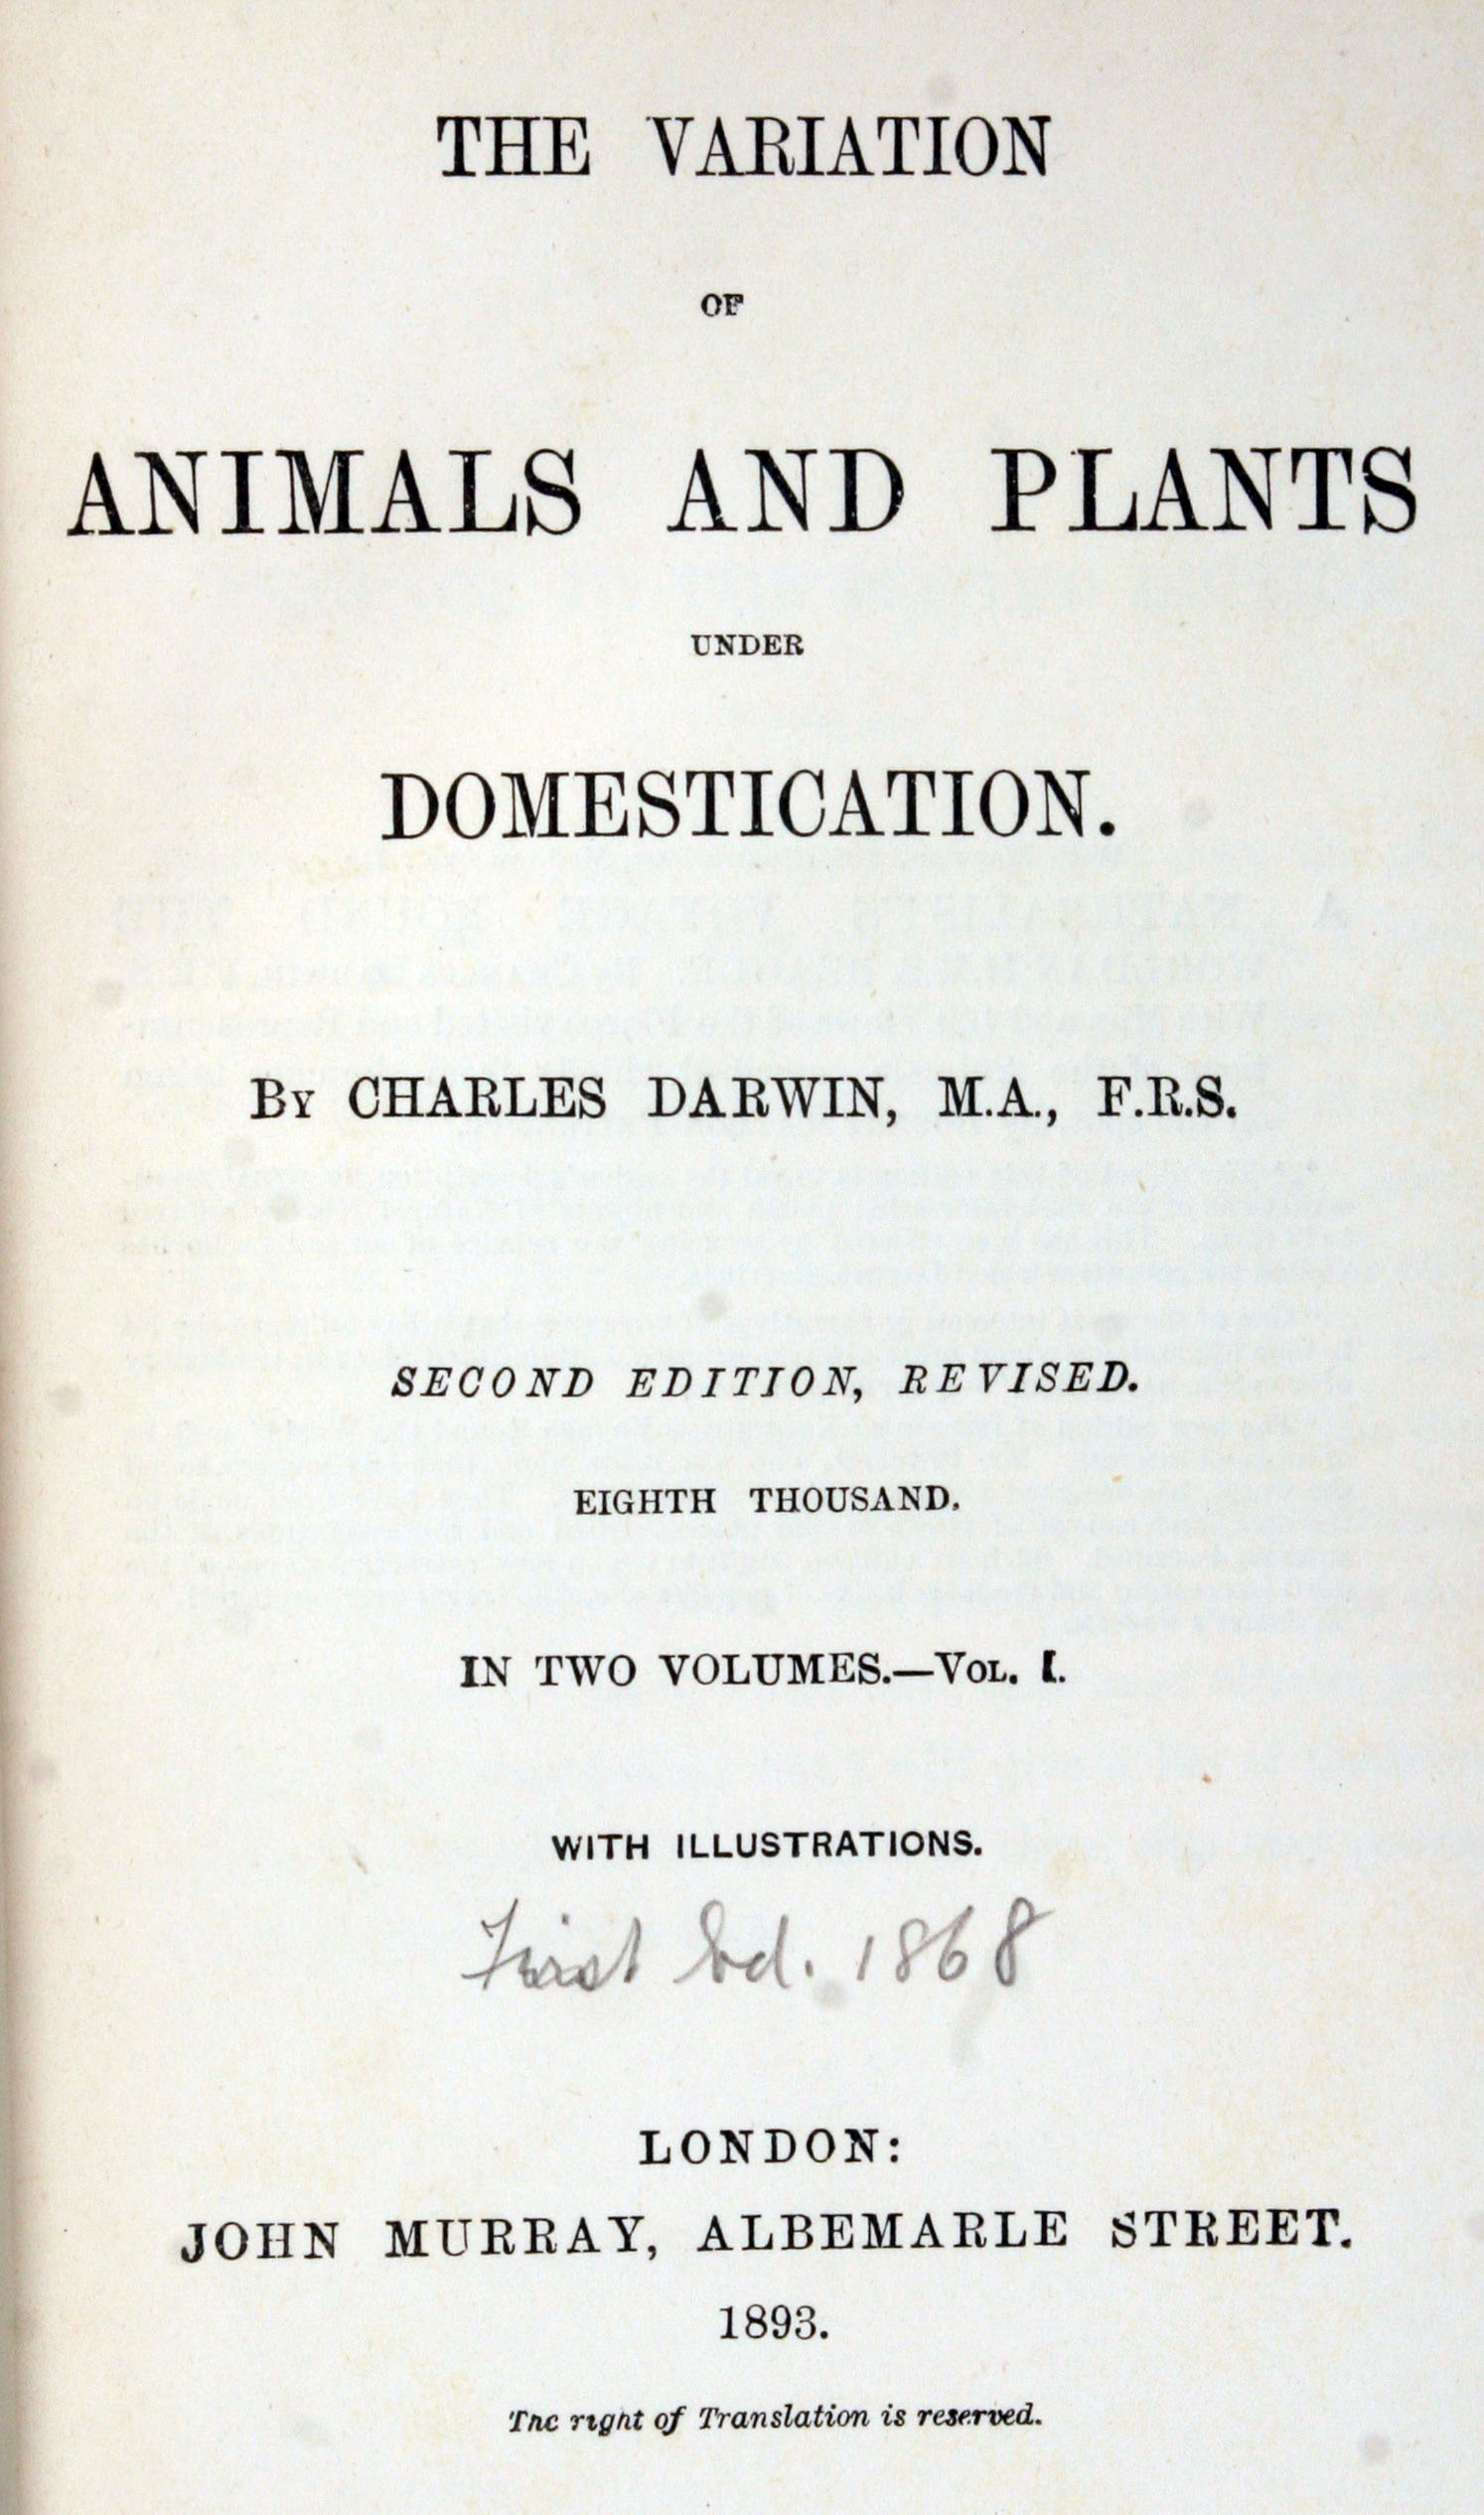 THE VARIATION
OF
ANIMALS AND PLANTS
UNDER
DOMESTICATION.
By CHARLES DARWIN, M.A., F.R.S.
SECOND EDITION, REVISED.
EIGHTH THOUSAND.
IN TWO VOLUMES.—Vol. I.
WITH ILLUSTRATIONS.
First Ed. 1868
LONDON:
JOHN MURRAY, ALBEMARLE STREET.
1893.
The right of Translation is reserved.